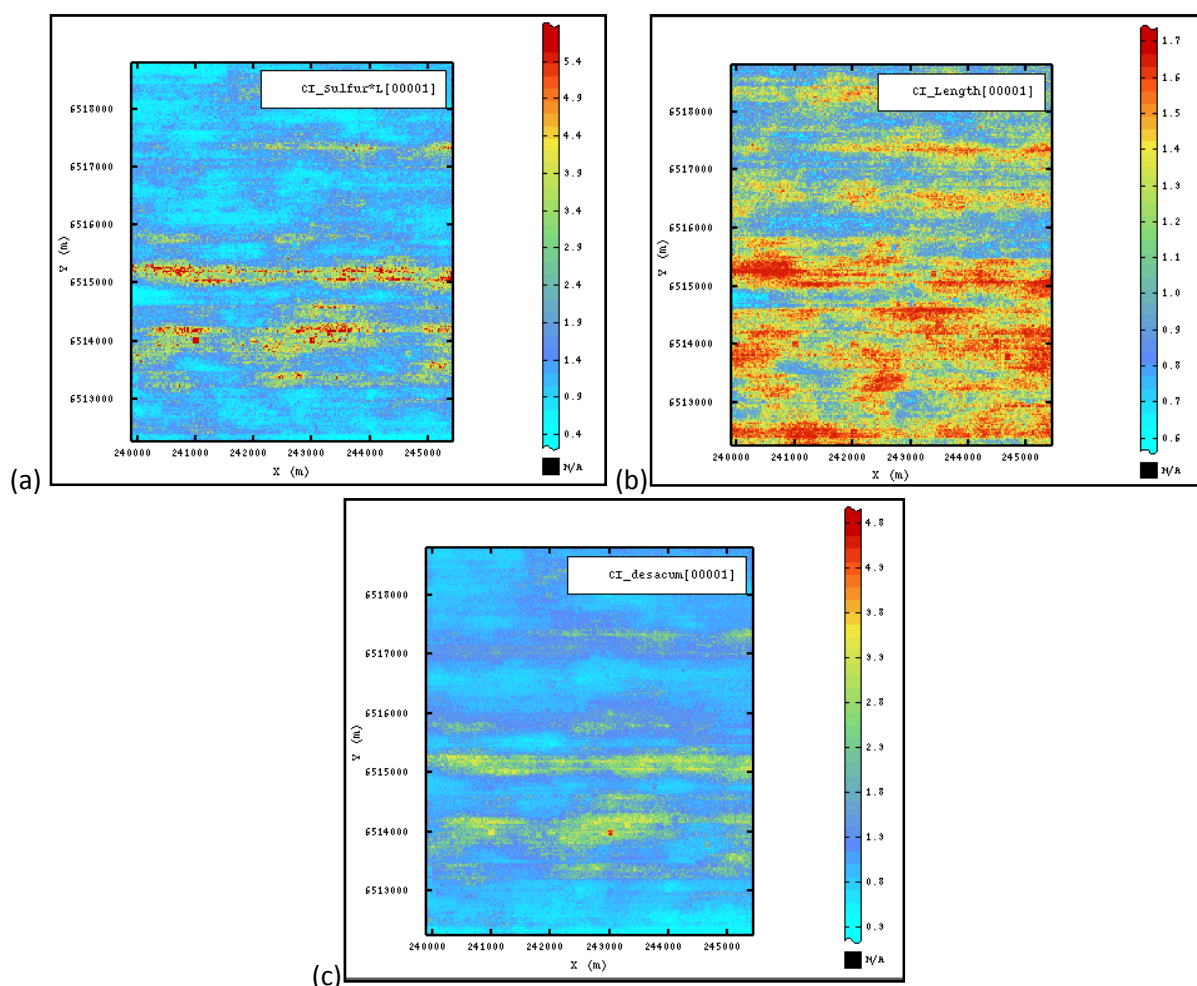 CI_Sulfur*L[00001]
6518000
6517000
6516000
6515000
6514000
6513000
Y (m)
240000 241000 242000 243000 244000 245000
X (m)
5.4
4.9
4.4
3.9
3.4
2.9
2.4
1.9
1.4
0.9
0.4
N/A
(a)
CI_Length[00001]
6518000
6517000
6516000
6515000
6514000
6513000
Y (m)
240000 241000 242000 243000 244000 245000
X (m)
1.7
1.6
1.5
1.4
1.3
1.2
1.1
1.0
0.9
0.8
0.7
0.6
N/A
(b)
CI_desacum[00001]
6518000
6517000
6516000
6515000
6514000
6513000
Y (m)
240000 241000 242000 243000 244000 245000
X (m)
4.8
4.3
3.8
3.3
2.8
2.3
1.8
1.3
0.8
0.3
N/A
(c)